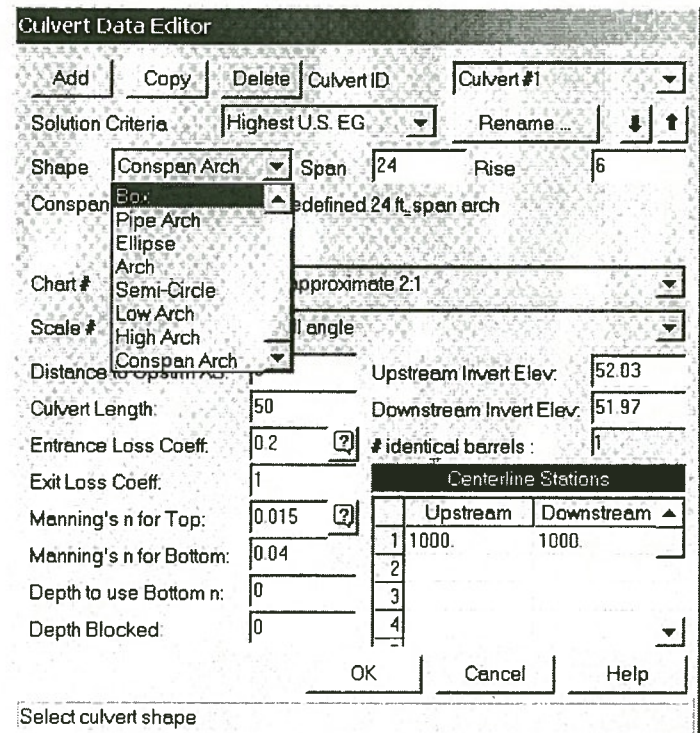 Culvert Data Editor
Add Copy Delete Culvert ID Culvert #1
Solution Criteria Highest U.S. EG Rename ...
Shape Conspan Arch Span 24 Rise 6
Conspan edefined 24 ft. span arch
Box
Pipe Arch
Ellipse
Arch
Semi-Circle
Low Arch
High Arch
Conspan Arch
Chart # approximate 2:1
Scale # ll angle
Distance to Upstrm XS:
Upstream Invert Elev: 52.03
Culvert Length: 50 Downstream Invert Elev: 51.97
Entrance Loss Coeff: 0.2 ? # identical barrels : 1
Exit Loss Coeff: 1 Centerline Stations
Manning's n for Top: 0.015 ? Upstream Downstream
1 1000. 1000.
Manning's n for Bottom: 0.04
2
Depth to use Bottom n: 0
3
Depth Blocked: 0
4
OK Cancel Help
Select culvert shape